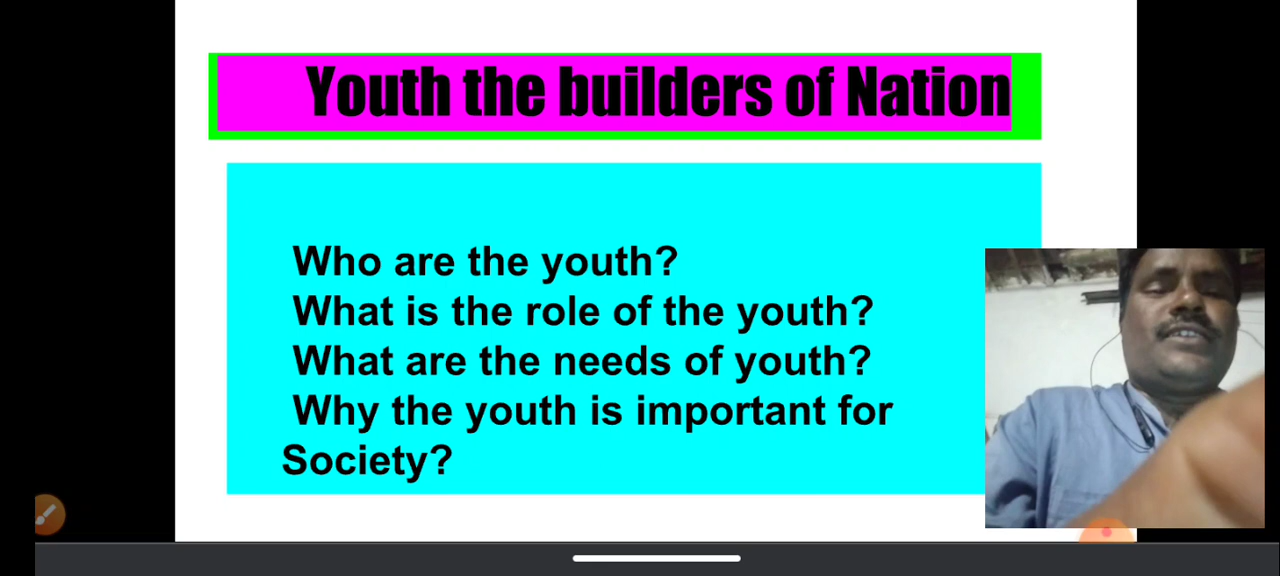 Youth the builders of Nation
Who are the youth?
What is the role of the youth?
What are the needs of youth?
Why the youth is important for
Society?